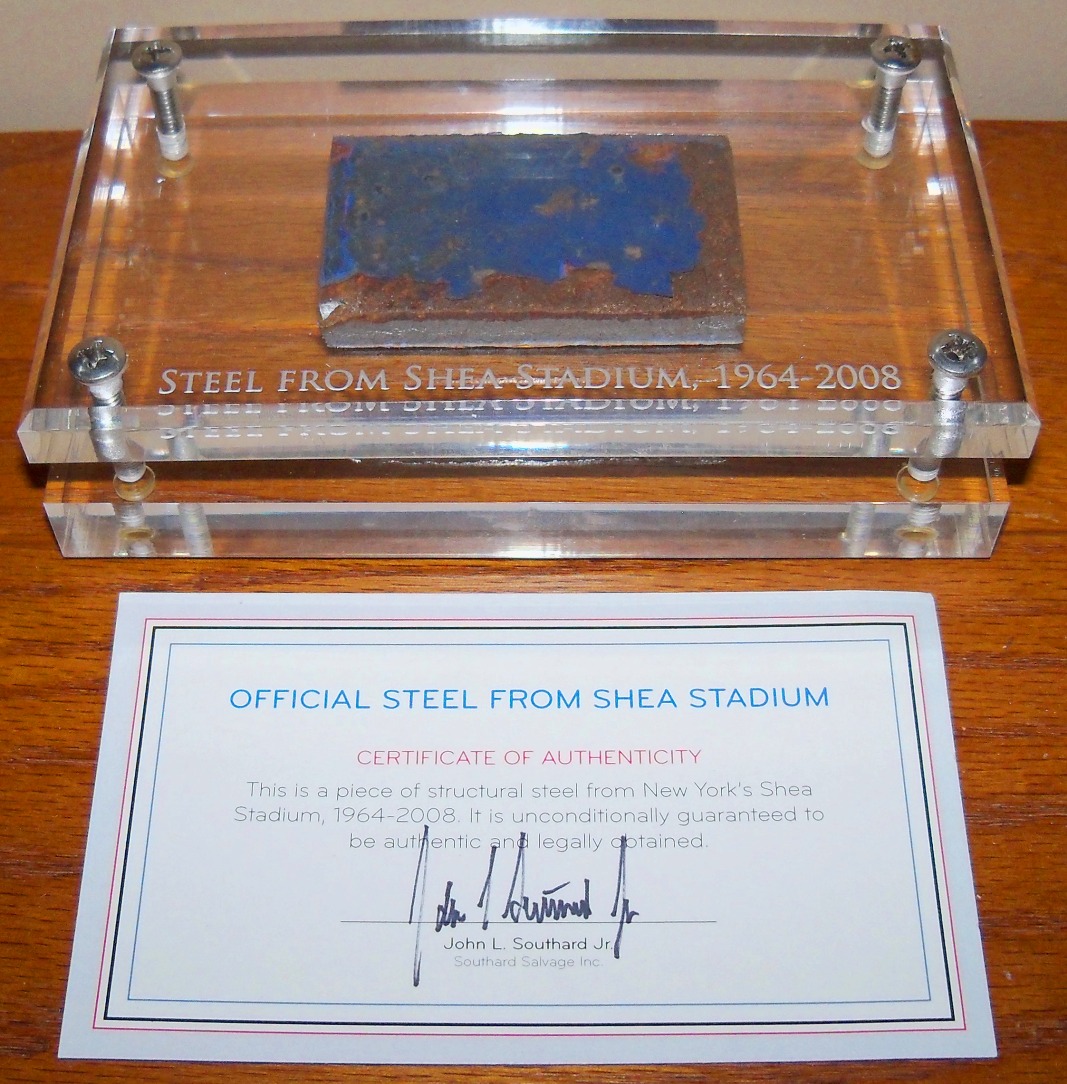 STEEL FROM SHEA STADIUM, 1964-2008
OFFICIAL STEEL FROM SHEA STADIUM
CERTIFICATE OF AUTHENTICITY
This is a piece of structural steel from New York's Shea
Stadium, 1964-2008. It is unconditionally guaranteed to
be authentic and legally obtained.
John L. Southard Jr.
Southard Salvage Inc.